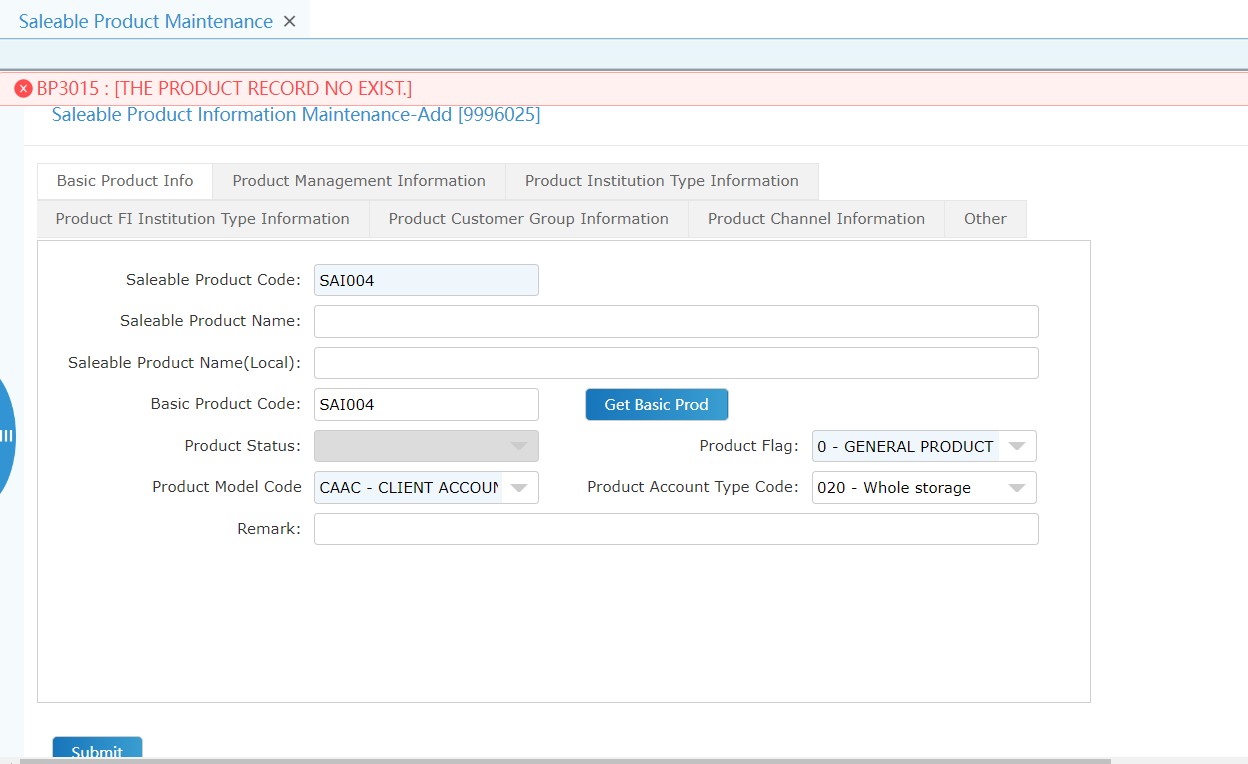 Saleable Product Maintenance ×
BP3015 : [THE PRODUCT RECORD NO EXIST.]
Saleable Product Information Maintenance-Add [9996025]
Basic Product Info Product Management Information Product Institution Type Information
Product FI Institution Type Information Product Customer Group Information Product Channel Information Other
Saleable Product Code: SAI004
Saleable Product Name:
Saleable Product Name(Local):
Basic Product Code: SAI004 Get Basic Prod
Product Status: Product Flag: 0 - GENERAL PRODUCT
Product Model Code CAAC - CLIENT ACCOUN Product Account Type Code: 020 - Whole storage
Remark:
Submit